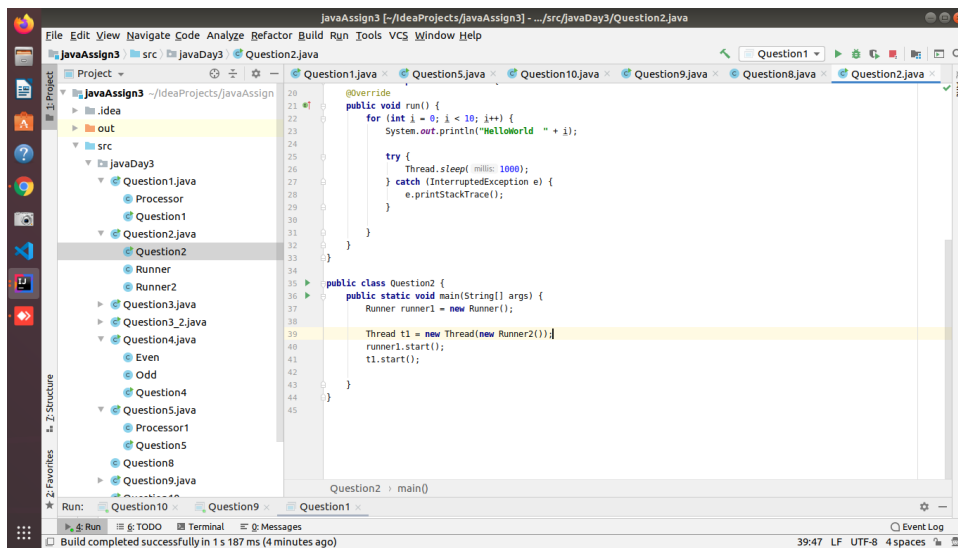 javaAssign3 [~/IdeaProjects/javaAssign3] - .../src/javaDay3/Question2.java
File Edit View Navigate Code Analyze Refactor Build Run Tools VCS Window Help
javaAssign3 src javaDay3 Question2.java Question1
1: Project
Project
Question1.java Question5.java Question10.java Question9.java Question8.java Question2.java
javaAssign3 ~/IdeaProjects/javaAssign
.idea
out
src
javaDay3
Question1.java
Processor
Question1
Question2.java
Question2
Runner
Runner2
Question3.java
Question3_2.java
Question4.java
Even
Odd
Question4
Question5.java
Processor1
Question5
Question8
Question9.java
7: Structure
2: Favorites
20 @Override
21 public void run() {
22 for (int i = 0; i < 10; i++) {
23 System.out.println("HelloWorld " + i);
24
25 try {
26 Thread.sleep( millis: 1000);
27 } catch (InterruptedException e) {
28 e.printStackTrace();
29 }
30
31 }
32 }
33 }
34
35 public class Question2 {
36 public static void main(String[] args) {
37 Runner runner1 = new Runner();
38
39 Thread t1 = new Thread(new Runner2());
40 runner1.start();
41 t1.start();
42
43 }
44 }
45
Question2 › main()
Run: Question10 Question9 Question1
4: Run 6: TODO Terminal 0: Messages Event Log
Build completed successfully in 1 s 187 ms (4 minutes ago) 39:47 LF UTF-8 4 spaces